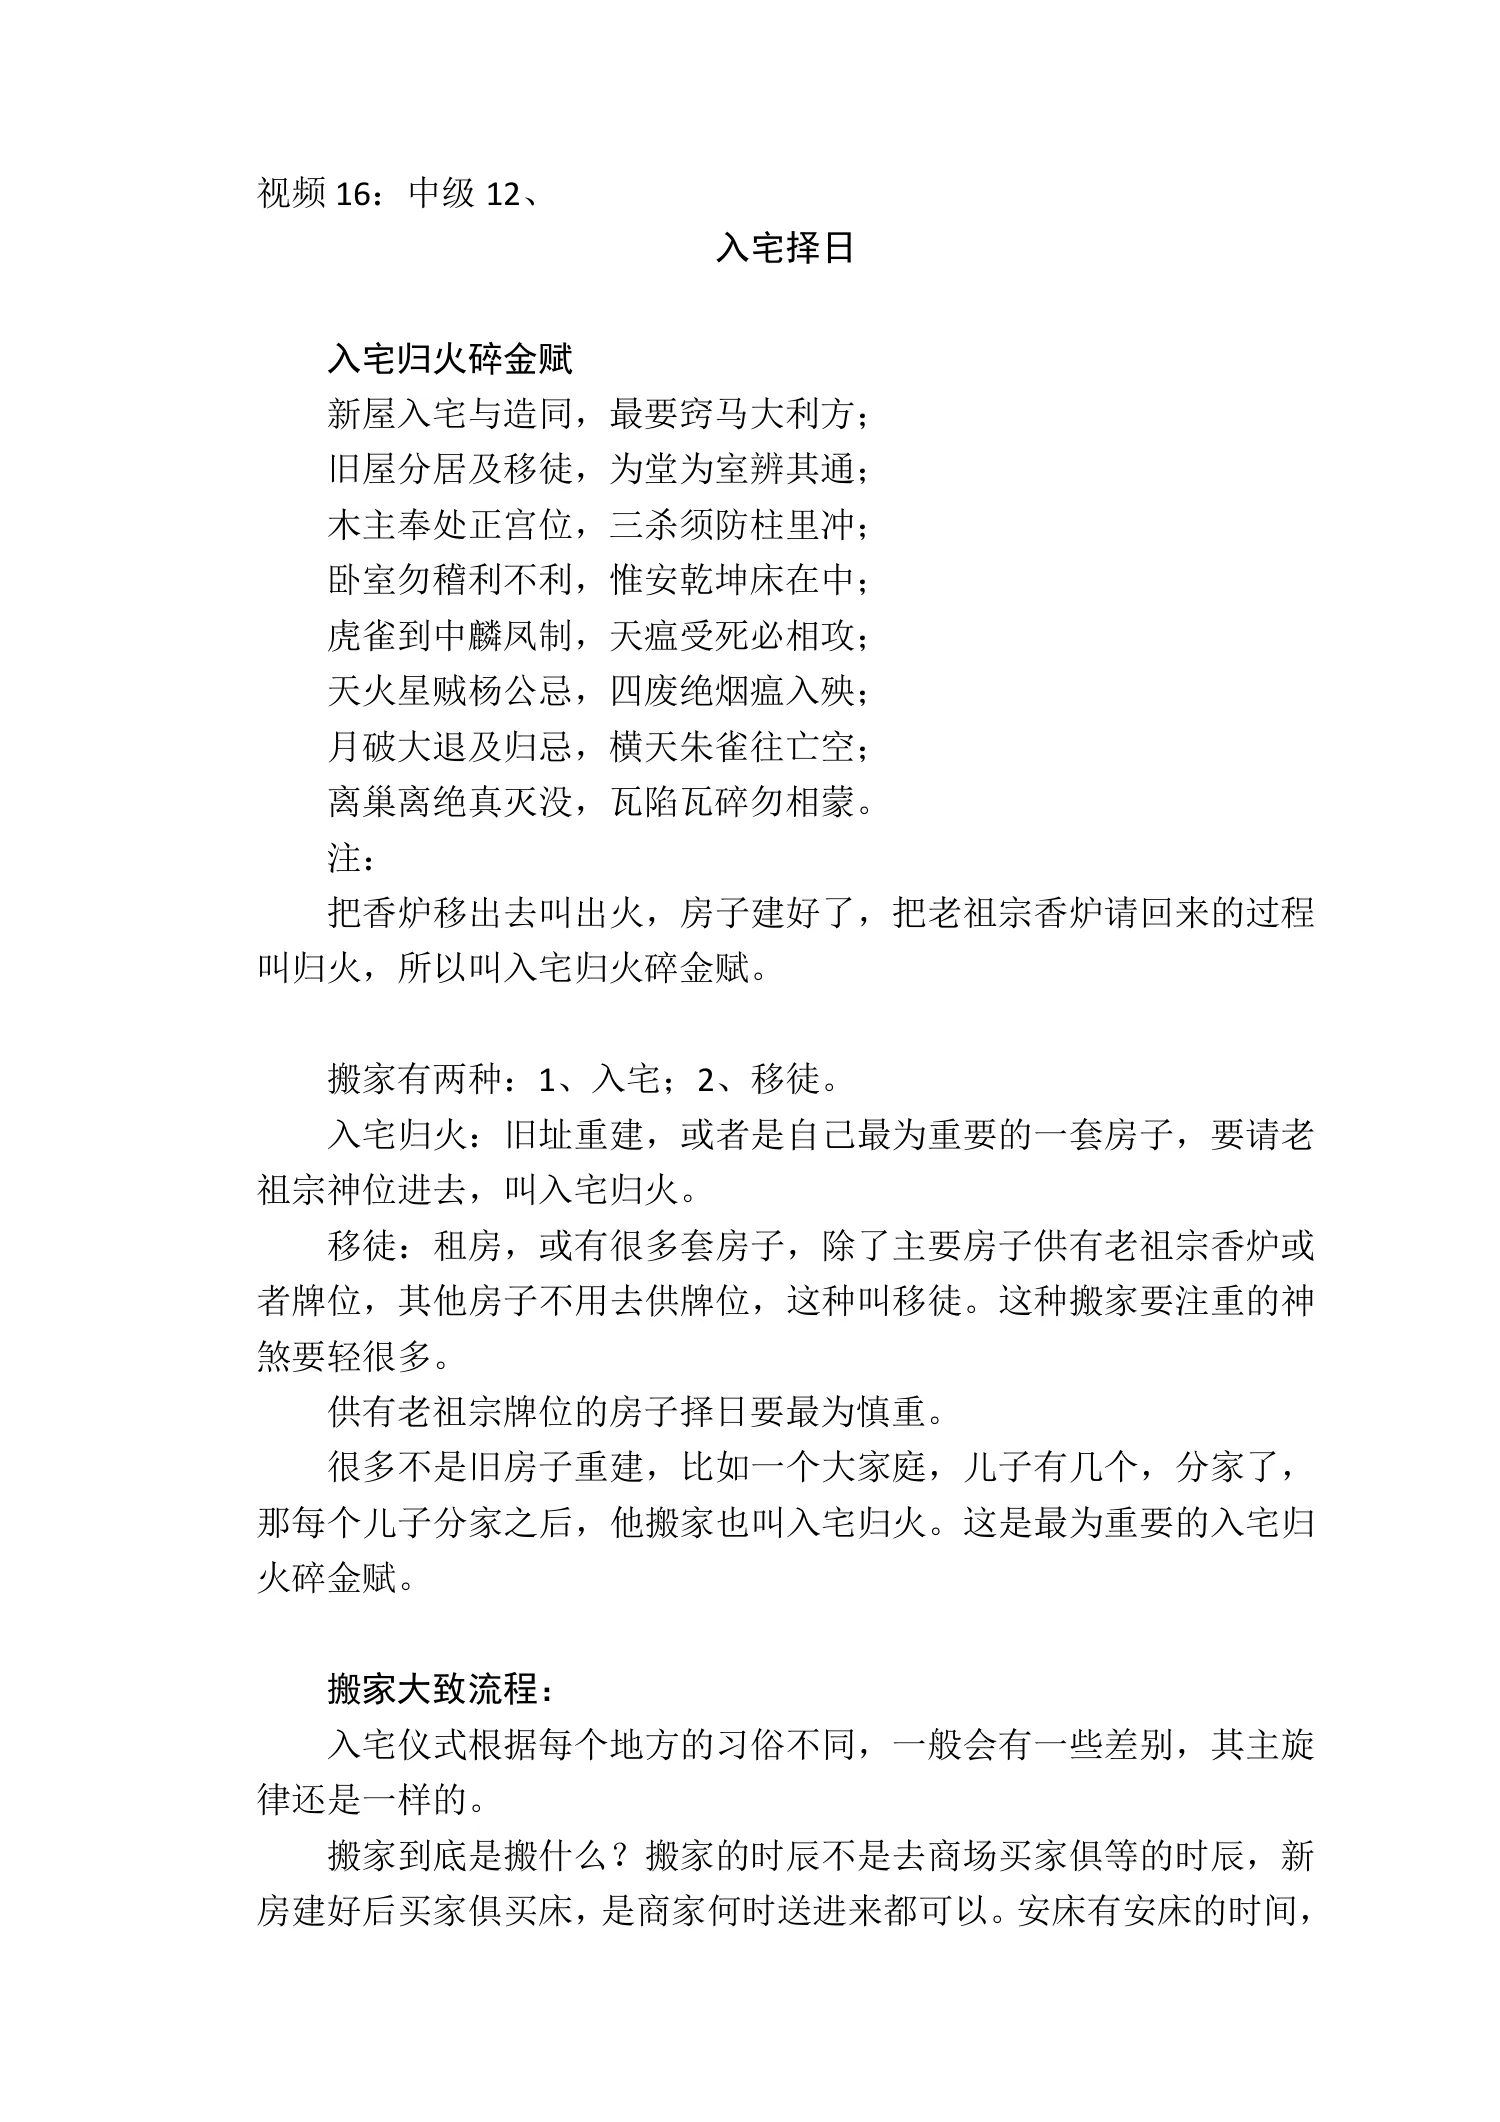 视频 16：中级 12、
入宅择日
入宅归火碎金赋
新屋入宅与造同，最要窍马大利方；
旧屋分居及移徒，为堂为室辨其通；
木主奉处正宫位，三杀须防柱里冲；
卧室勿稽利不利，惟安乾坤床在中；
虎雀到中麟凤制，天瘟受死必相攻；
天火星贼杨公忌，四废绝烟瘟入殃；
月破大退及归忌，横天朱雀往亡空；
离巢离绝真灭没，瓦陷瓦碎勿相蒙。
注：
把香炉移出去叫出火，房子建好了，把老祖宗香炉请回来的过程
叫归火，所以叫入宅归火碎金赋。
搬家有两种：1、入宅；2、移徒。
入宅归火：旧址重建，或者是自己最为重要的一套房子，要请老
祖宗神位进去，叫入宅归火。
移徒：租房，或有很多套房子，除了主要房子供有老祖宗香炉或
者牌位，其他房子不用去供牌位，这种叫移徒。这种搬家要注重的神
煞要轻很多。
供有老祖宗牌位的房子择日要最为慎重。
很多不是旧房子重建，比如一个大家庭，儿子有几个，分家了，
那每个儿子分家之后，他搬家也叫入宅归火。这是最为重要的入宅归
火碎金赋。
搬家大致流程：
入宅仪式根据每个地方的习俗不同，一般会有一些差别，其主旋
律还是一样的。
搬家到底是搬什么？搬家的时辰不是去商场买家俱等的时辰，新
房建好后买家俱买床，是商家何时送进来都可以。安床有安床的时间，